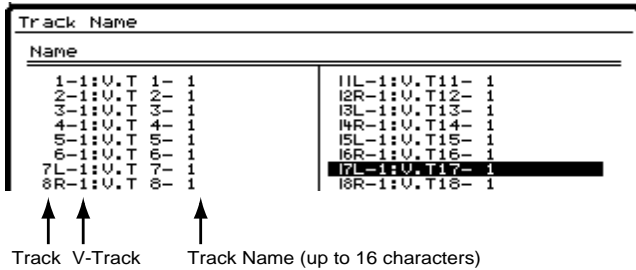 Track Name
Name
1-1:V.T 1- 1
2-1:V.T 2- 1
3-1:V.T 3- 1
4-1:V.T 4- 1
5-1:V.T 5- 1
6-1:V.T 6- 1
7L-1:V.T 7- 1
8R-1:V.T 8- 1
11L-1:V.T11- 1
12R-1:V.T12- 1
13L-1:V.T13- 1
14R-1:V.T14- 1
15L-1:V.T15- 1
16R-1:V.T16- 1
17L-1:V.T17- 1
18R-1:V.T18- 1
Track V-Track Track Name (up to 16 characters)